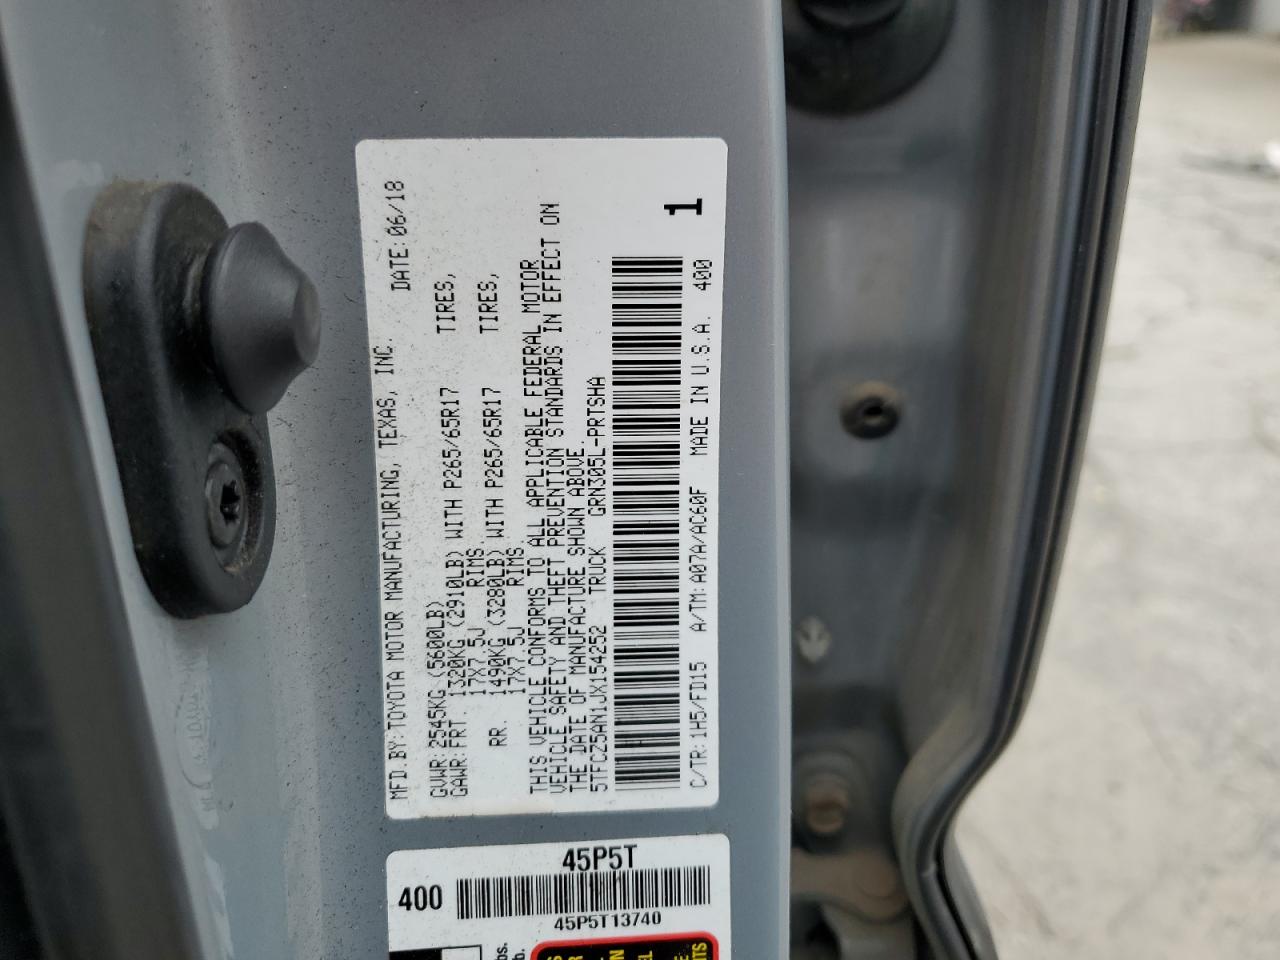 MFD.BY:TOYOTA MOTOR MANUFACTURING, TEXAS, INC. DATE:06/18
GVWR:2545KG(5600LB)
GAWR:FRT. 1320KG (2910LB) WITH P265/65R17 TIRES,
17X7.5J RIMS
RR. 1490KG (3280LB) WITH P265/65R17 TIRES,
17X7.5J RIMS
THIS VEHICLE CONFORMS TO ALL APPLICABLE FEDERAL MOTOR
VEHICLE SAFETY AND THEFT PREVENTION STANDARDS IN EFFECT ON
THE DATE OF MANUFACTURE SHOWN ABOVE.
5TFCZ5AN1JX154252 TRUCK GRN305L-PRTSHA
1
C/TR:1H5/FD15 A/TM:A07A/AC60F MADE IN U.S.A. 400
45P5T
400
45P5T13740